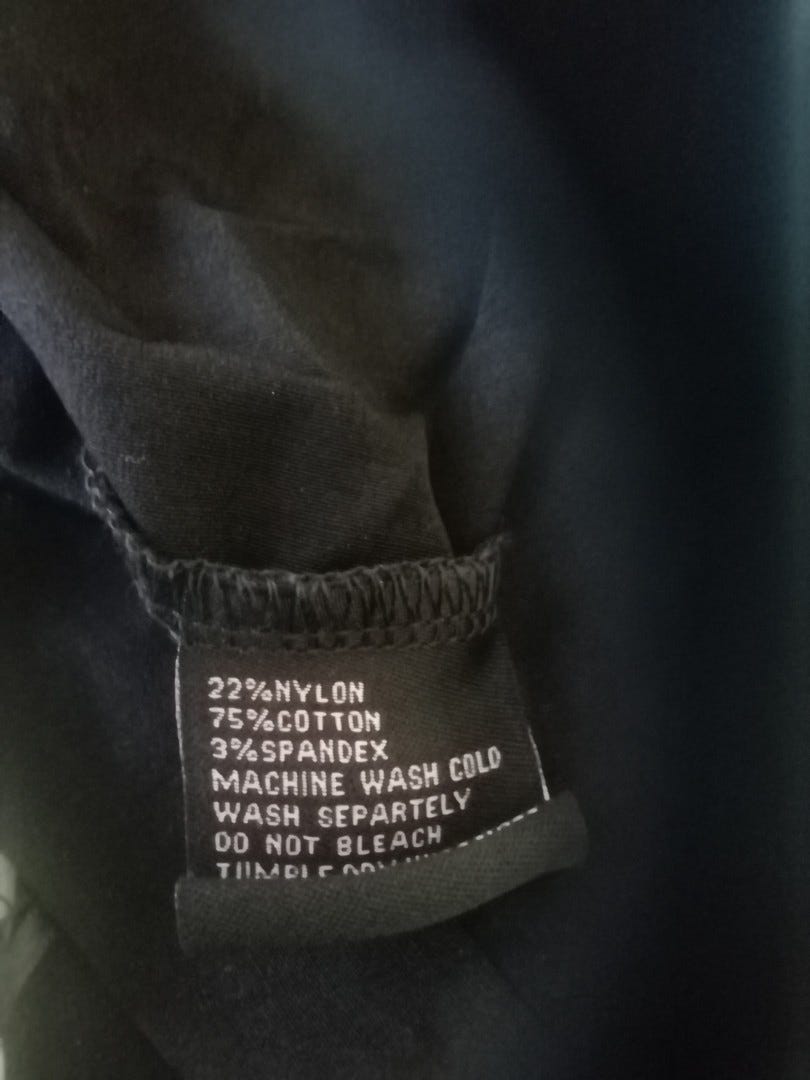 22%NYLON
75%COTTON
3%SPANDEX
MACHINE WASH COLD
WASH SEPARTELY
DO NOT BLEACH